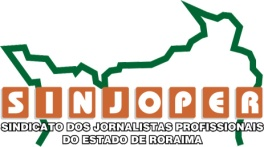 SINJOPER
SINDICATO DOS JORNALISTAS PROFISSIONAIS
DO ESTADO DE RORAIMA